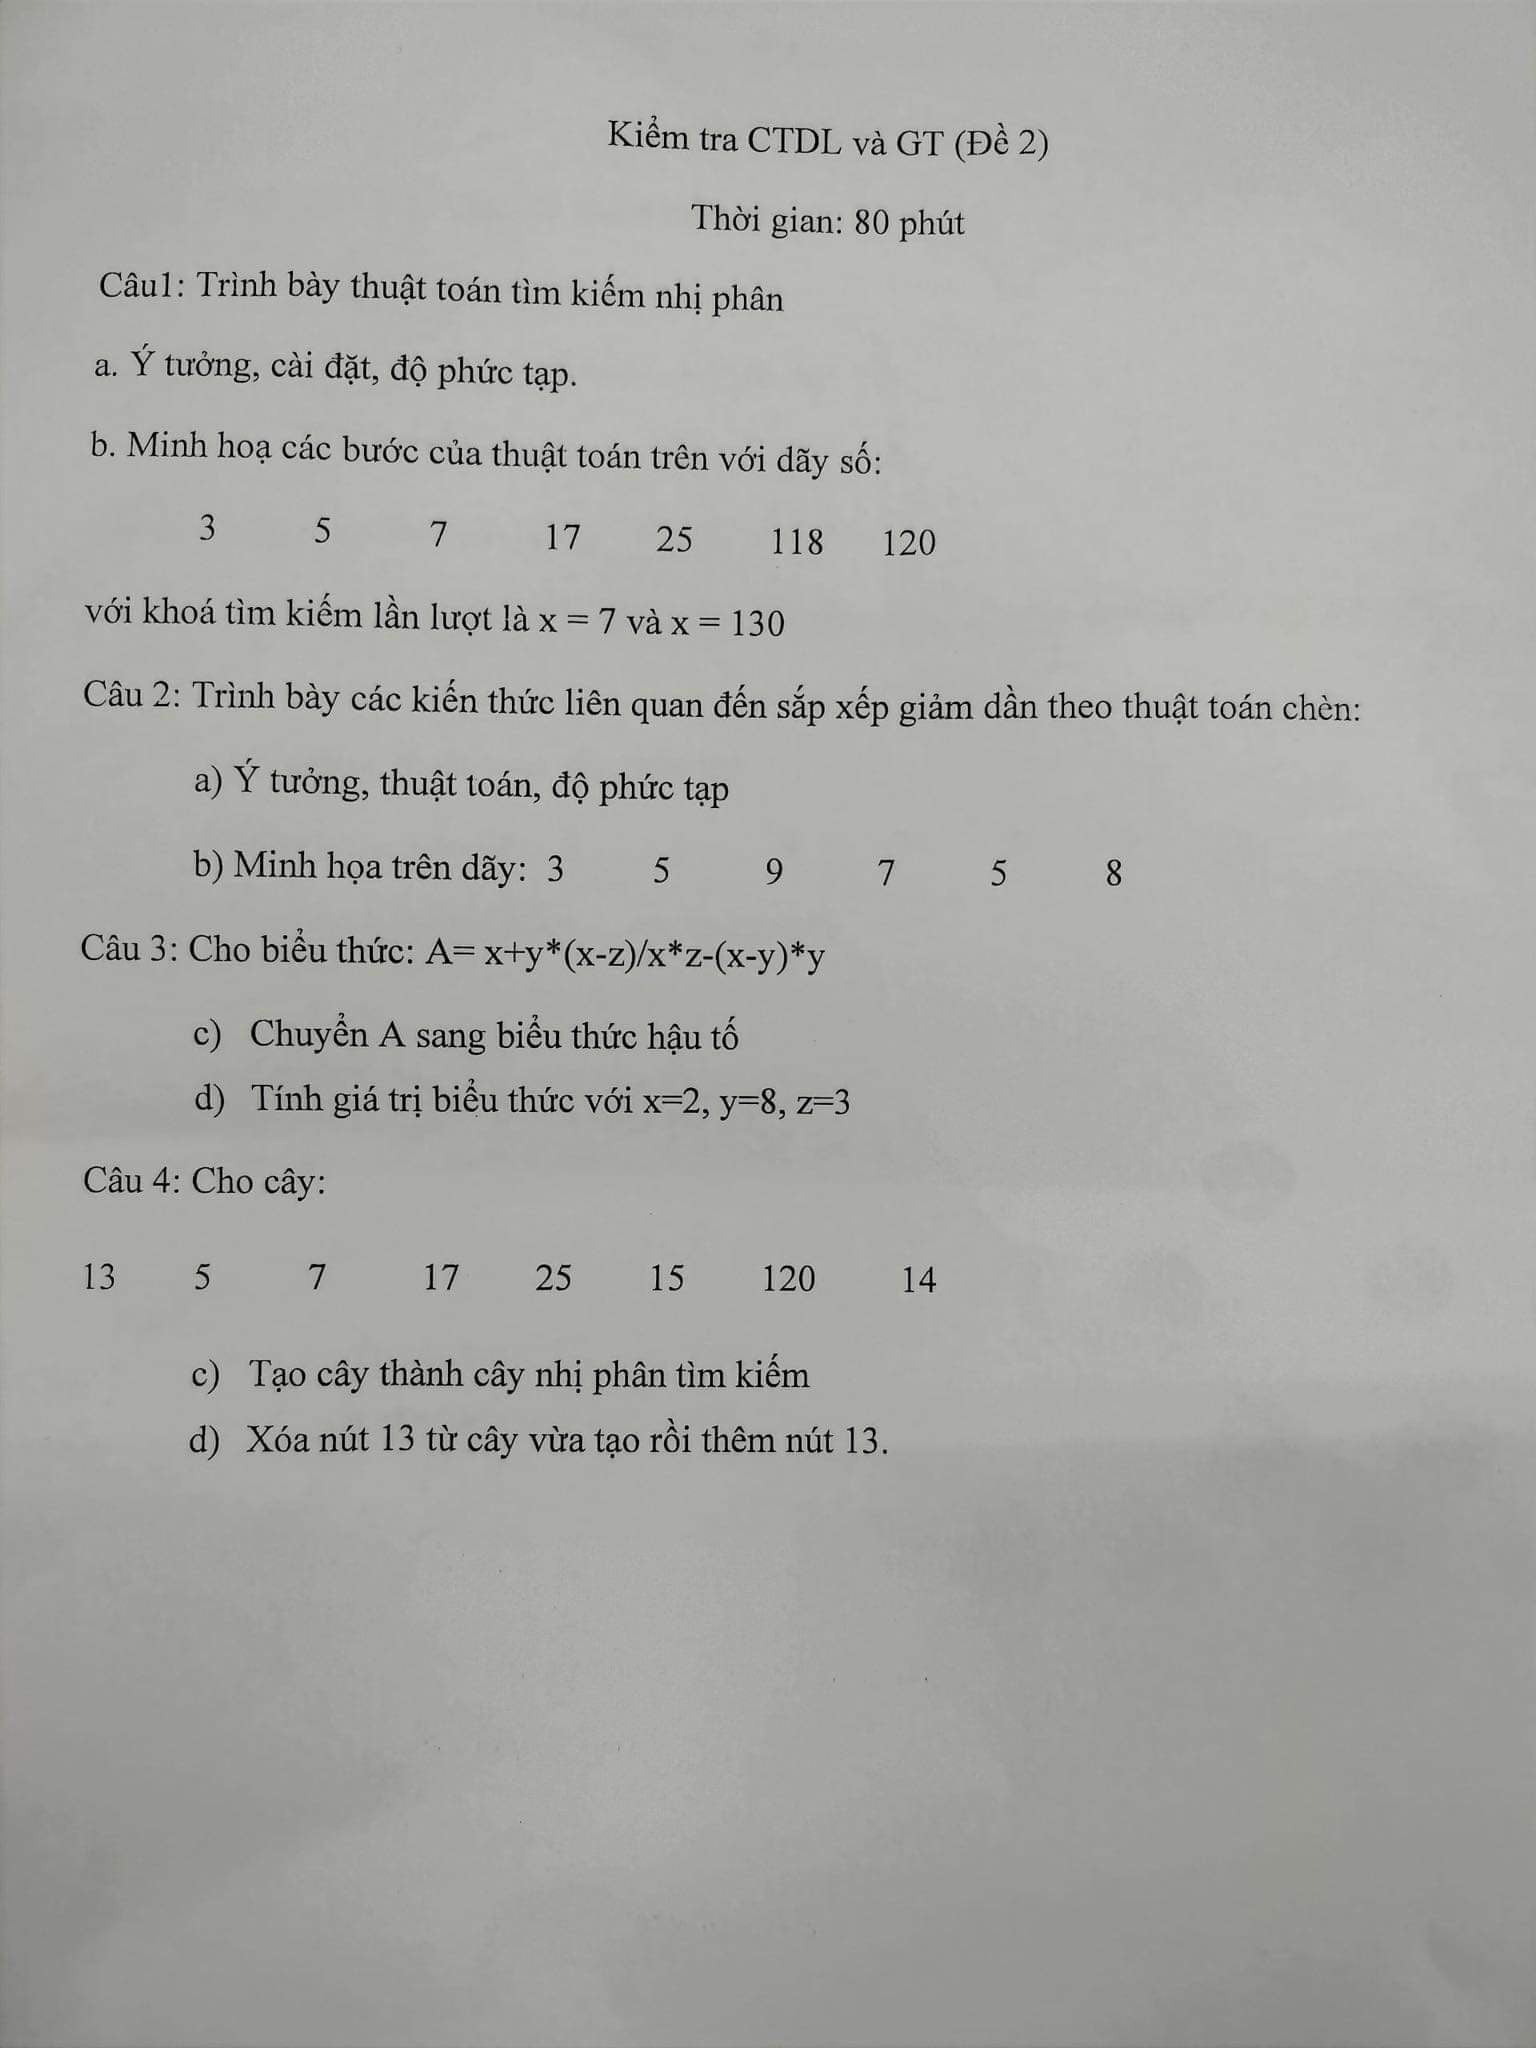 Kiểm tra CTDL và GT (Đề 2)
Thời gian: 80 phút
Câu1: Trình bày thuật toán tìm kiếm nhị phân
a. Ý tưởng, cài đặt, độ phức tạp.
b. Minh hoạ các bước của thuật toán trên với dãy số:
3 5 7 17 25 118 120
với khoá tìm kiếm lần lượt là x = 7 và x = 130
Câu 2: Trình bày các kiến thức liên quan đến sắp xếp giảm dần theo thuật toán chèn:
a) Ý tưởng, thuật toán, độ phức tạp
b) Minh họa trên dãy: 3 5 9 7 5 8
Câu 3: Cho biểu thức: A= x+y*(x-z)/x*z-(x-y)*y
c) Chuyển A sang biểu thức hậu tố
d) Tính giá trị biểu thức với x=2, y=8, z=3
Câu 4: Cho cây:
13 5 7 17 25 15 120 14
c) Tạo cây thành cây nhị phân tìm kiếm
d) Xóa nút 13 từ cây vừa tạo rồi thêm nút 13.